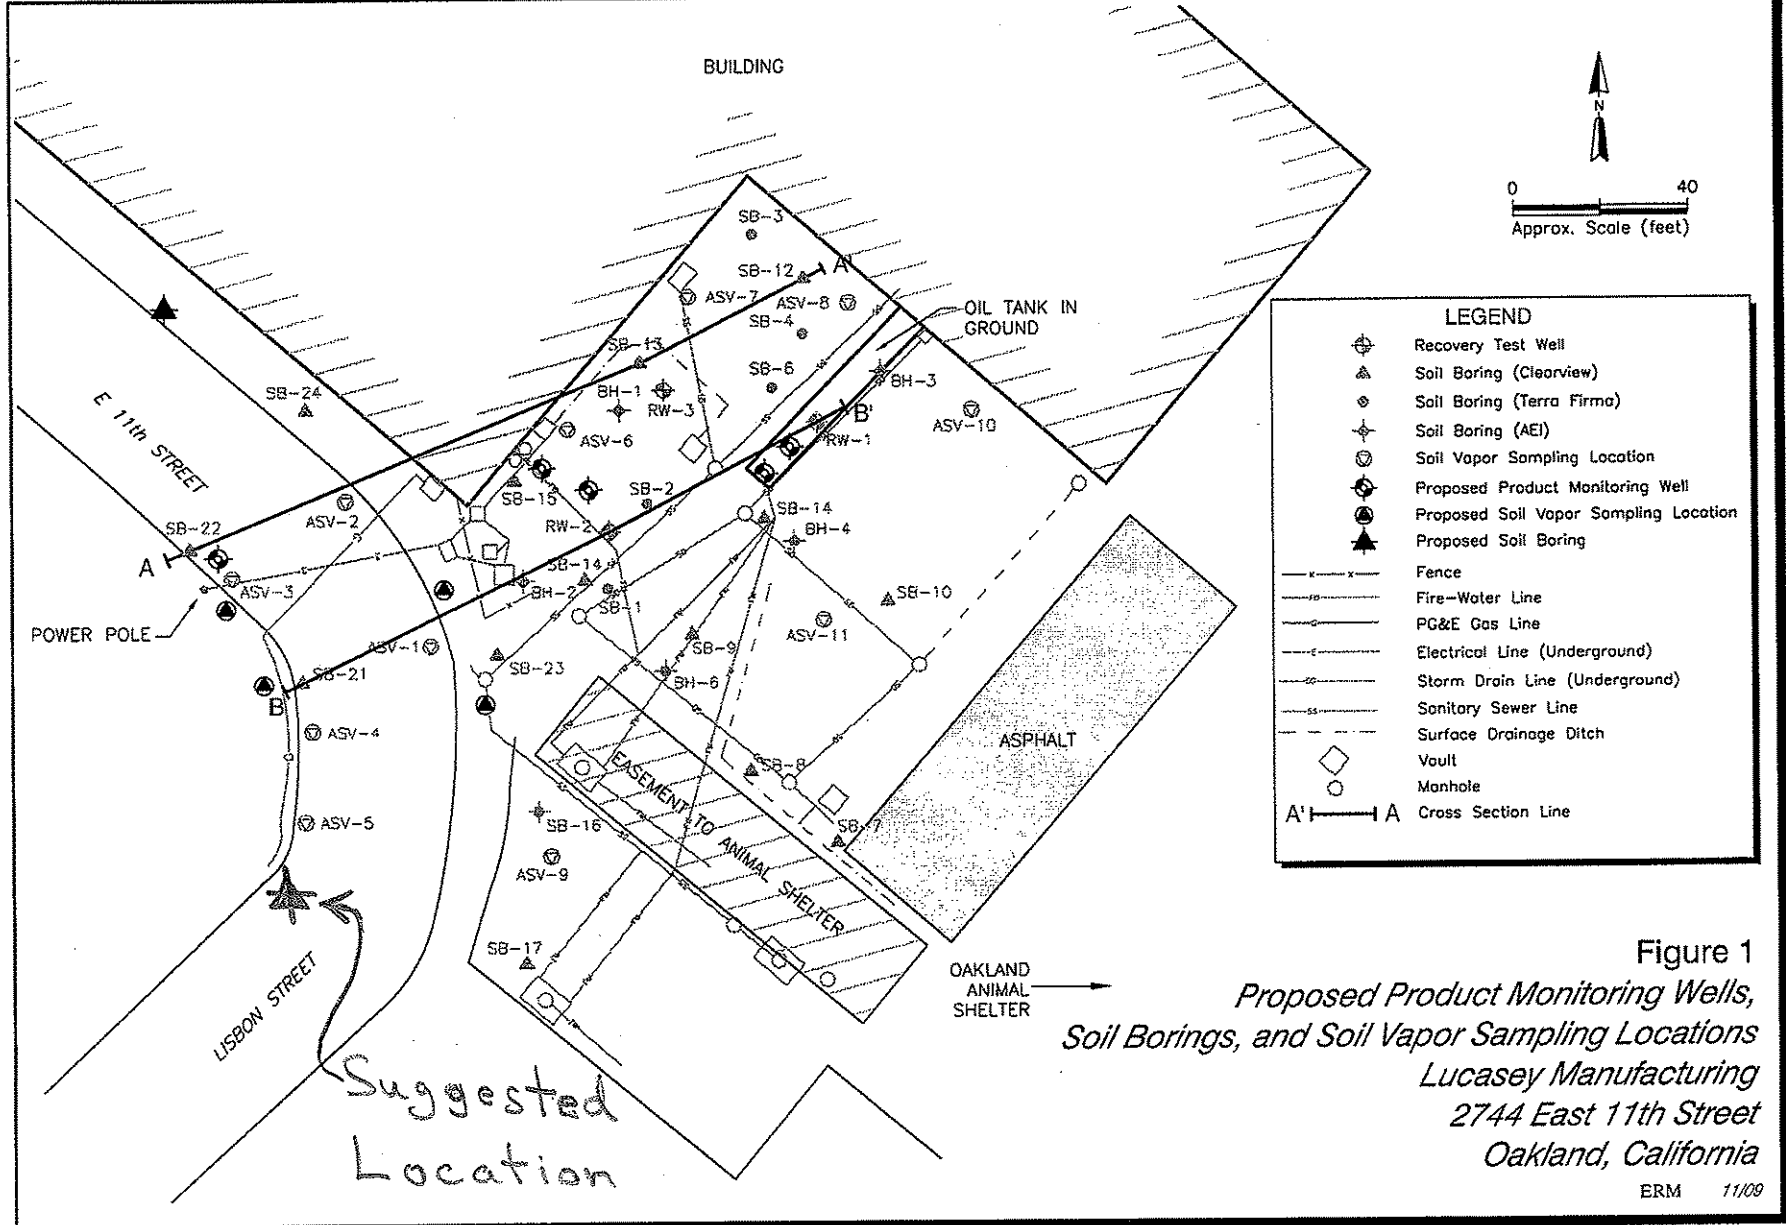 BUILDING
N
0 40
Approx. Scale (feet)
SB-3
SB-12
A'
ASV-7
ASV-8
SB-4
OIL TANK IN
GROUND
SB-13
SB-6
BH-1
RW-3
BH-3
SB-24
B'
ASV-6
RW-1
ASV-10
E 11th STREET
SB-15
SB-2
ASV-2
SB-14
SB-22
RW-2
BH-4
A
SB-14
ASV-3
BH-2
SB-1
SB-10
POWER POLE
ASV-1
ASV-11
SB-9
SB-23
SB-21
BH-6
B
ASV-4
ASPHALT
SB-8
EASEMENT TO ANIMAL SHELTER
ASV-5
SB-16
SB-7
ASV-9
SB-17
LISBON STREET
OAKLAND
ANIMAL
SHELTER
Suggested
Location
LEGEND
Recovery Test Well
Soil Boring (Clearview)
Soil Boring (Terra Firma)
Soil Boring (AEI)
Soil Vapor Sampling Location
Proposed Product Monitoring Well
Proposed Soil Vapor Sampling Location
Proposed Soil Boring
Fence
Fire-Water Line
PG&E Gas Line
Electrical Line (Underground)
Storm Drain Line (Underground)
Sanitary Sewer Line
Surface Drainage Ditch
Vault
Manhole
A' A Cross Section Line
Figure 1
Proposed Product Monitoring Wells,
Soil Borings, and Soil Vapor Sampling Locations
Lucasey Manufacturing
2744 East 11th Street
Oakland, California
ERM 11/09